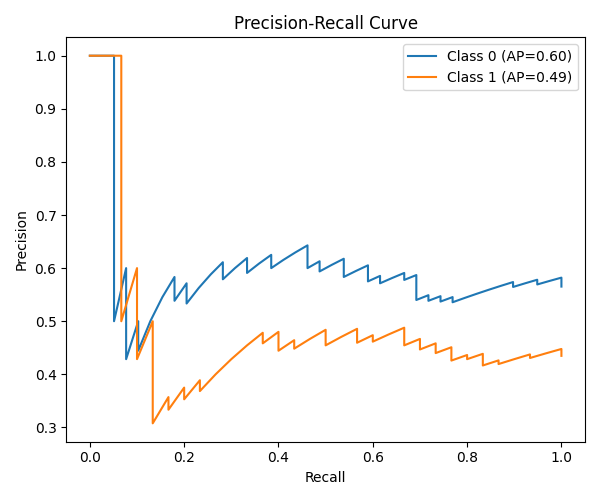 Precision-Recall Curve
Class 0 (AP=0.60)
Class 1 (AP=0.49)
1.0
0.9
0.8
0.7
0.6
0.5
0.4
0.3
Precision
0.0 0.2 0.4 0.6 0.8 1.0
Recall